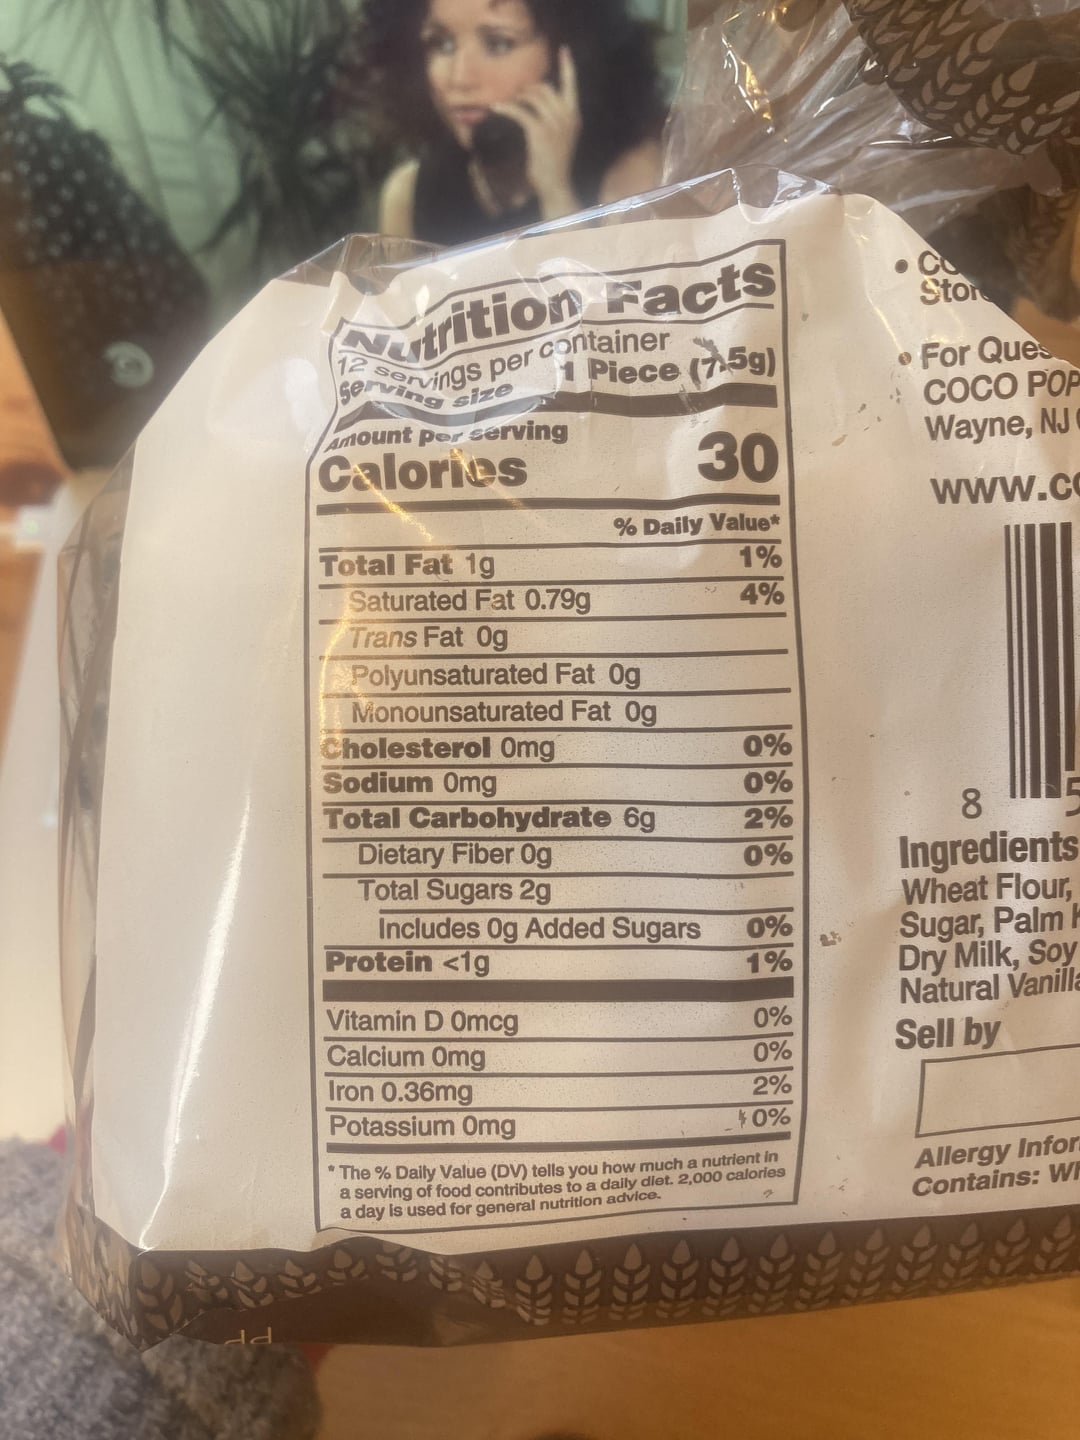 Nutrition Facts
12 servings per container
Serving size 1 Piece (7.5g)
Amount per serving
Calories 30
% Daily Value*
Total Fat 1g 1%
Saturated Fat 0.79g 4%
Trans Fat 0g
Polyunsaturated Fat 0g
Monounsaturated Fat 0g
Cholesterol 0mg 0%
Sodium 0mg 0%
Total Carbohydrate 6g 2%
Dietary Fiber 0g 0%
Total Sugars 2g
Includes 0g Added Sugars 0%
Protein <1g 1%
Vitamin D 0mcg 0%
Calcium 0mg 0%
Iron 0.36mg 2%
Potassium 0mg 0%
* The % Daily Value (DV) tells you how much a nutrient in
a serving of food contributes to a daily diet. 2,000 calories
a day is used for general nutrition advice.
• CO
Stor
• For Ques
COCO POP
Wayne, NJ
www.co
8 5
Ingredients
Wheat Flour,
Sugar, Palm
Dry Milk, Soy
Natural Vanilla
Sell by
Allergy Infor
Contains: Wh